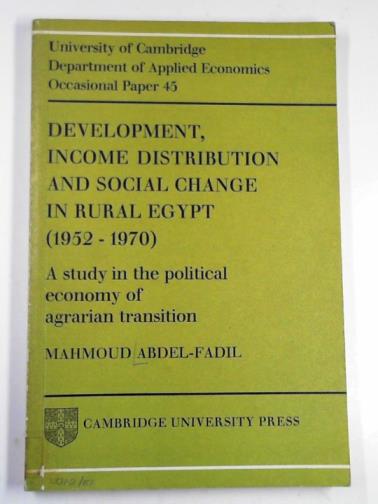 University of Cambridge
Department of Applied Economics
Occasional Paper 45
DEVELOPMENT,
INCOME DISTRIBUTION
AND SOCIAL CHANGE
IN RURAL EGYPT
(1952 - 1970)
A study in the political
economy of
agrarian transition
MAHMOUD ABDEL-FADIL
CAMBRIDGE UNIVERSITY PRESS